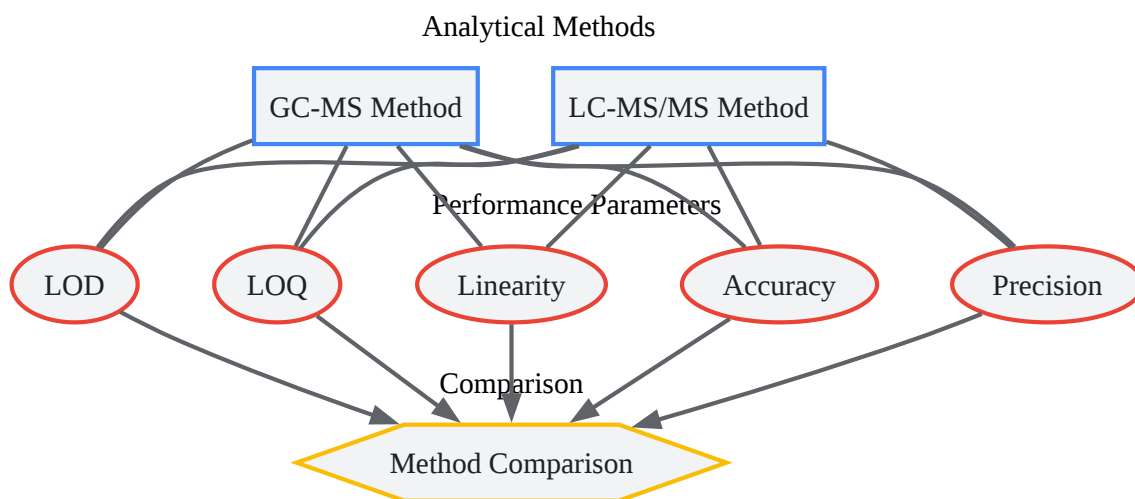 Analytical Methods
GC-MS Method
LC-MS/MS Method
Performance Parameters
LOD
LOQ
Linearity
Accuracy
Precision
Comparison
Method Comparison